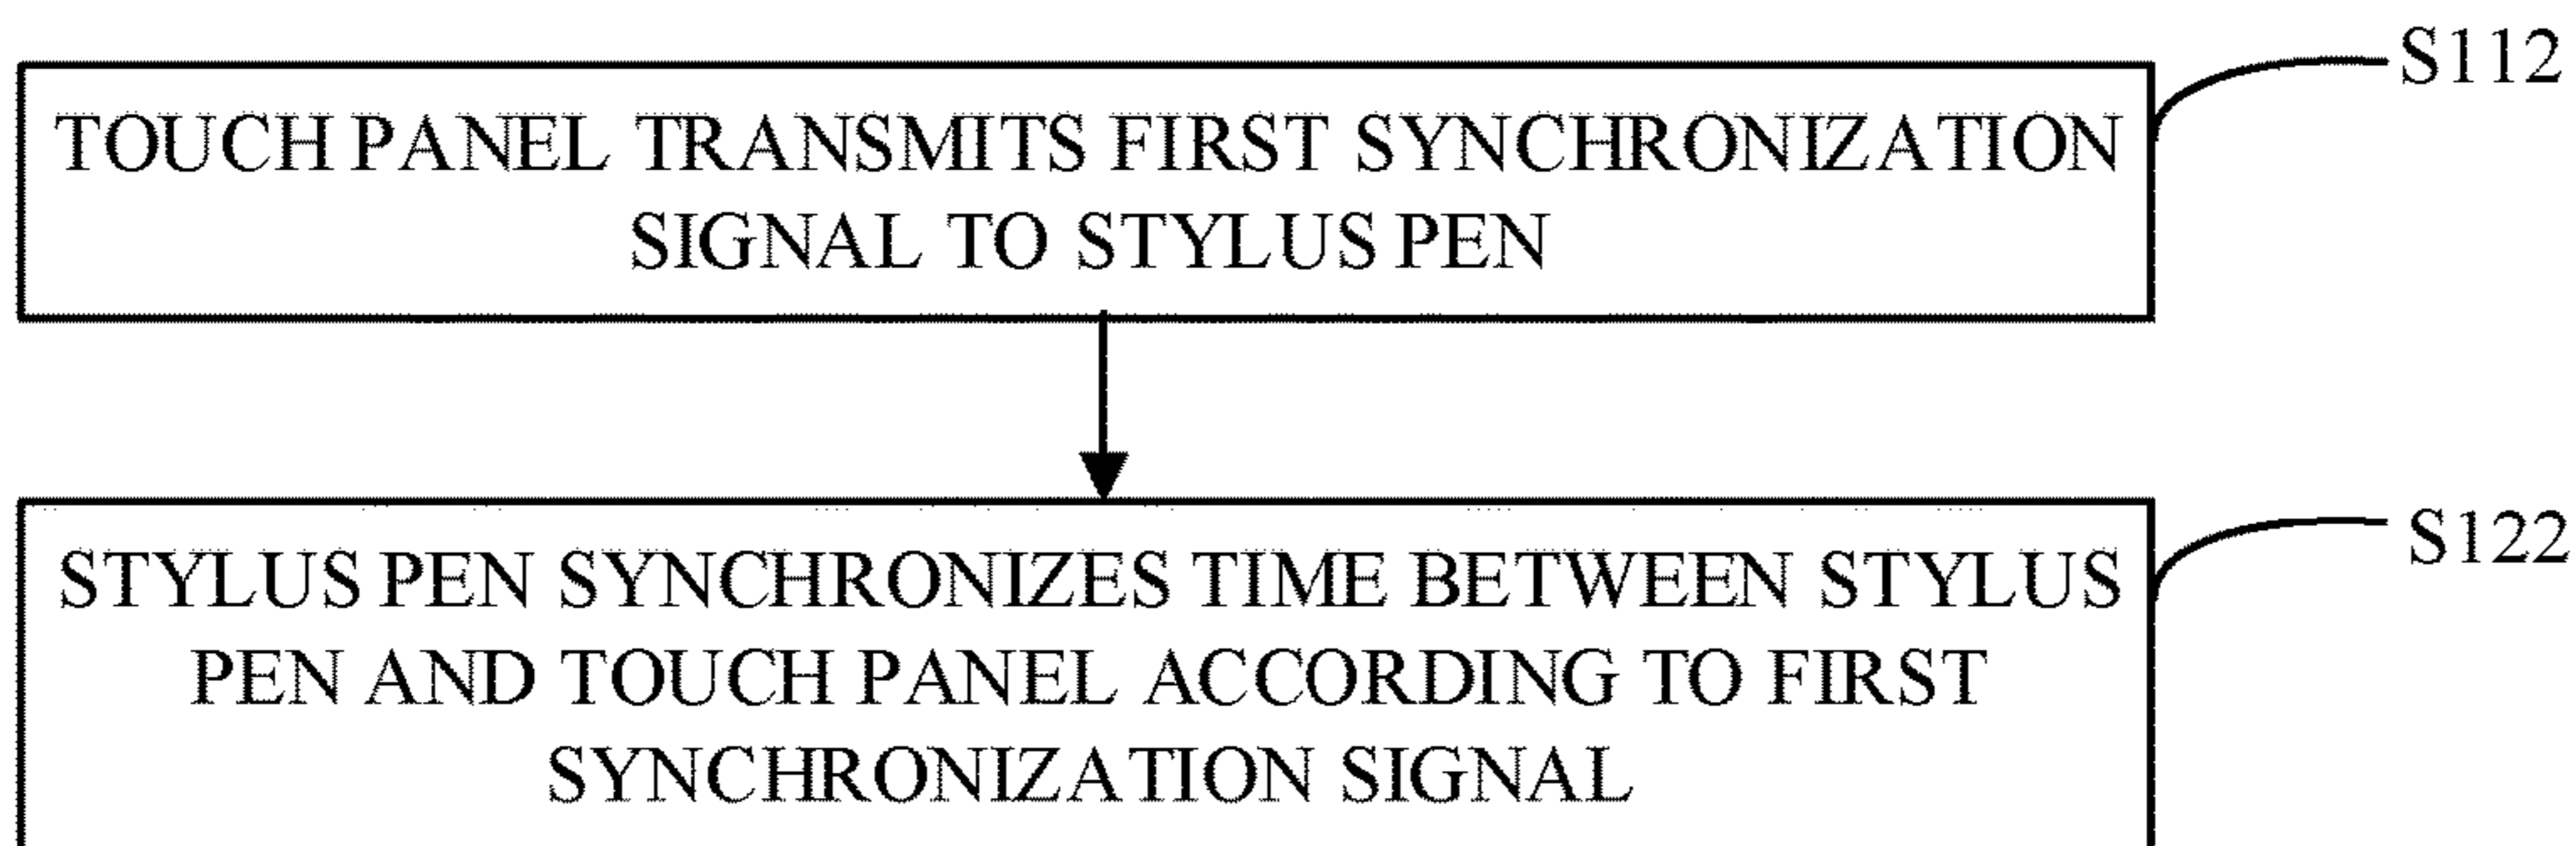 S112
TOUCH PANEL TRANSMITS FIRST SYNCHRONIZATION
SIGNAL TO STYLUS PEN
S122
STYLUS PEN SYNCHRONIZES TIME BETWEEN STYLUS
PEN AND TOUCH PANEL ACCORDING TO FIRST
SYNCHRONIZATION SIGNAL